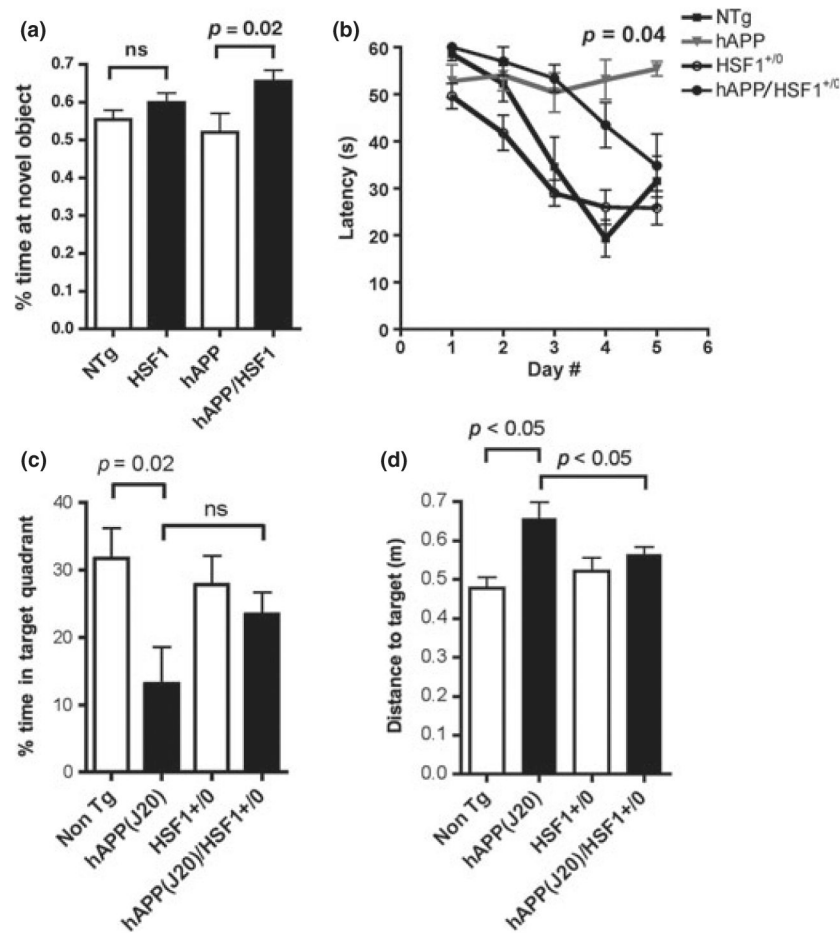 (a)
ns
p = 0.02
% time at novel object
0.7
0.6
0.5
0.4
0.3
0.2
0.1
0.0
NTg
HSF1
hAPP
hAPP/HSF1
(b)
p = 0.04
NTg
hAPP
HSF1+/0
hAPP/HSF1+/0
Latency (s)
60
50
40
30
20
10
0
0 1 2 3 4 5 6
Day #
(c)
p = 0.02
ns
% time in target quadrant
40
30
20
10
0
Non Tg
hAPP(J20)
HSF1+/0
hAPP(J20)/HSF1+/0
(d)
p < 0.05
p < 0.05
Distance to target (m)
0.7
0.6
0.5
0.4
0.3
0.2
0.1
0.0
Non Tg
hAPP(J20)
HSF1+/0
hAPP(J20)/HSF1+/0